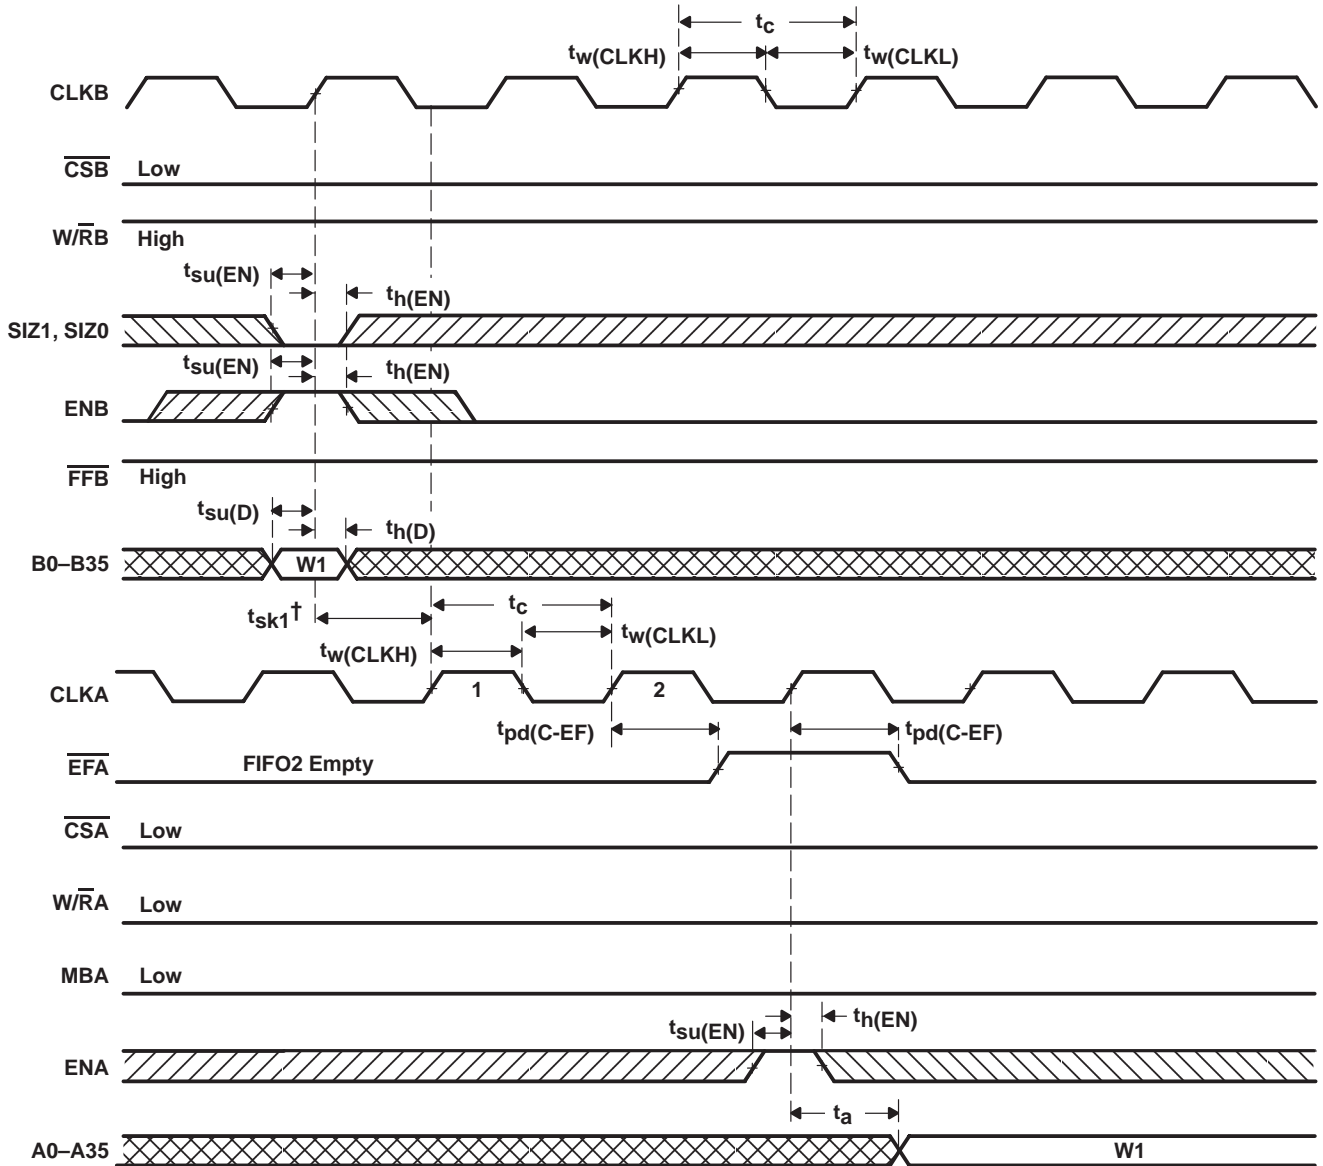 tc
tw(CLKH)
tw(CLKL)
CLKB
CSB
Low
W/RB
High
tsu(EN)
th(EN)
SIZ1, SIZ0
tsu(EN)
th(EN)
ENB
FFB
High
tsu(D)
th(D)
B0–B35
W1
tsk1†
tc
tw(CLKH)
tw(CLKL)
CLKA
1
2
tpd(C-EF)
tpd(C-EF)
EFA
FIFO2 Empty
CSA
Low
W/RA
Low
MBA
Low
tsu(EN)
th(EN)
ENA
ta
A0–A35
W1